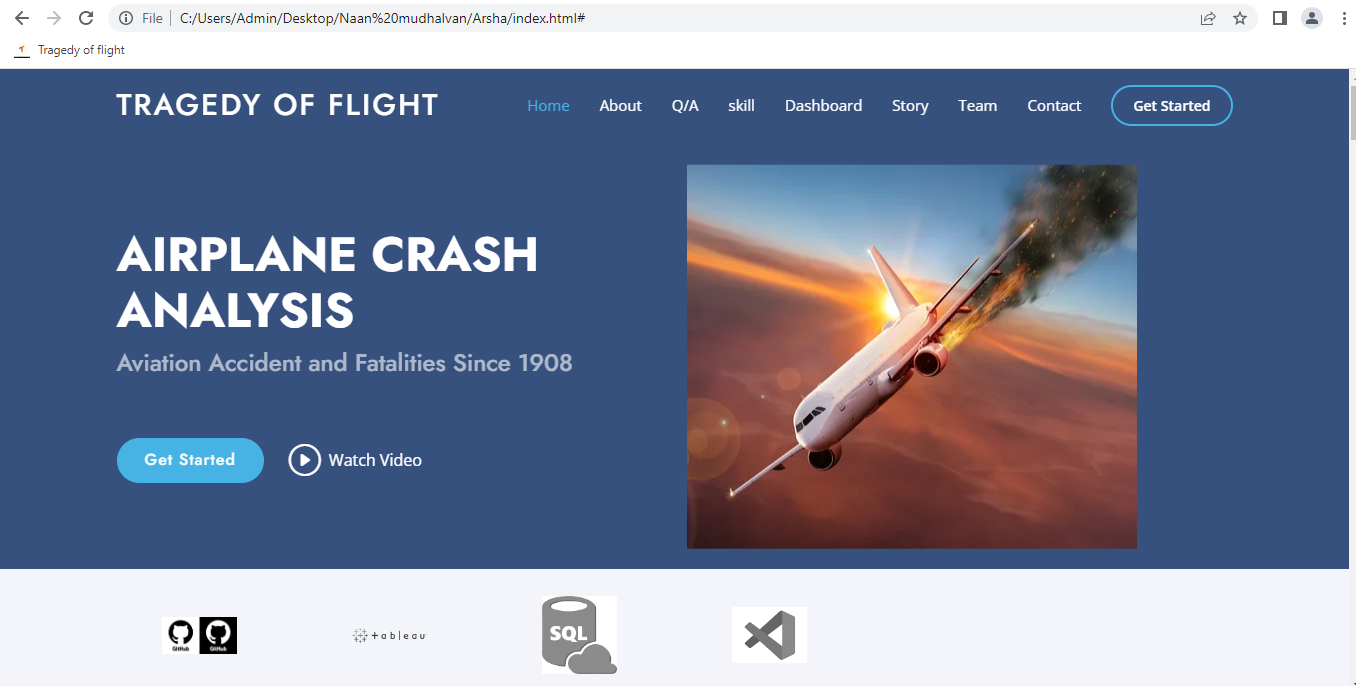 File C:/Users/Admin/Desktop/Naan%20mudhalvan/Arsha/index.html#
Tragedy of flight
TRAGEDY OF FLIGHT Home About Q/A skill Dashboard Story Team Contact Get Started
AIRPLANE CRASH
ANALYSIS
Aviation Accident and Fatalities Since 1908
Get Started Watch Video
GitHub GitHub +ableau SQL